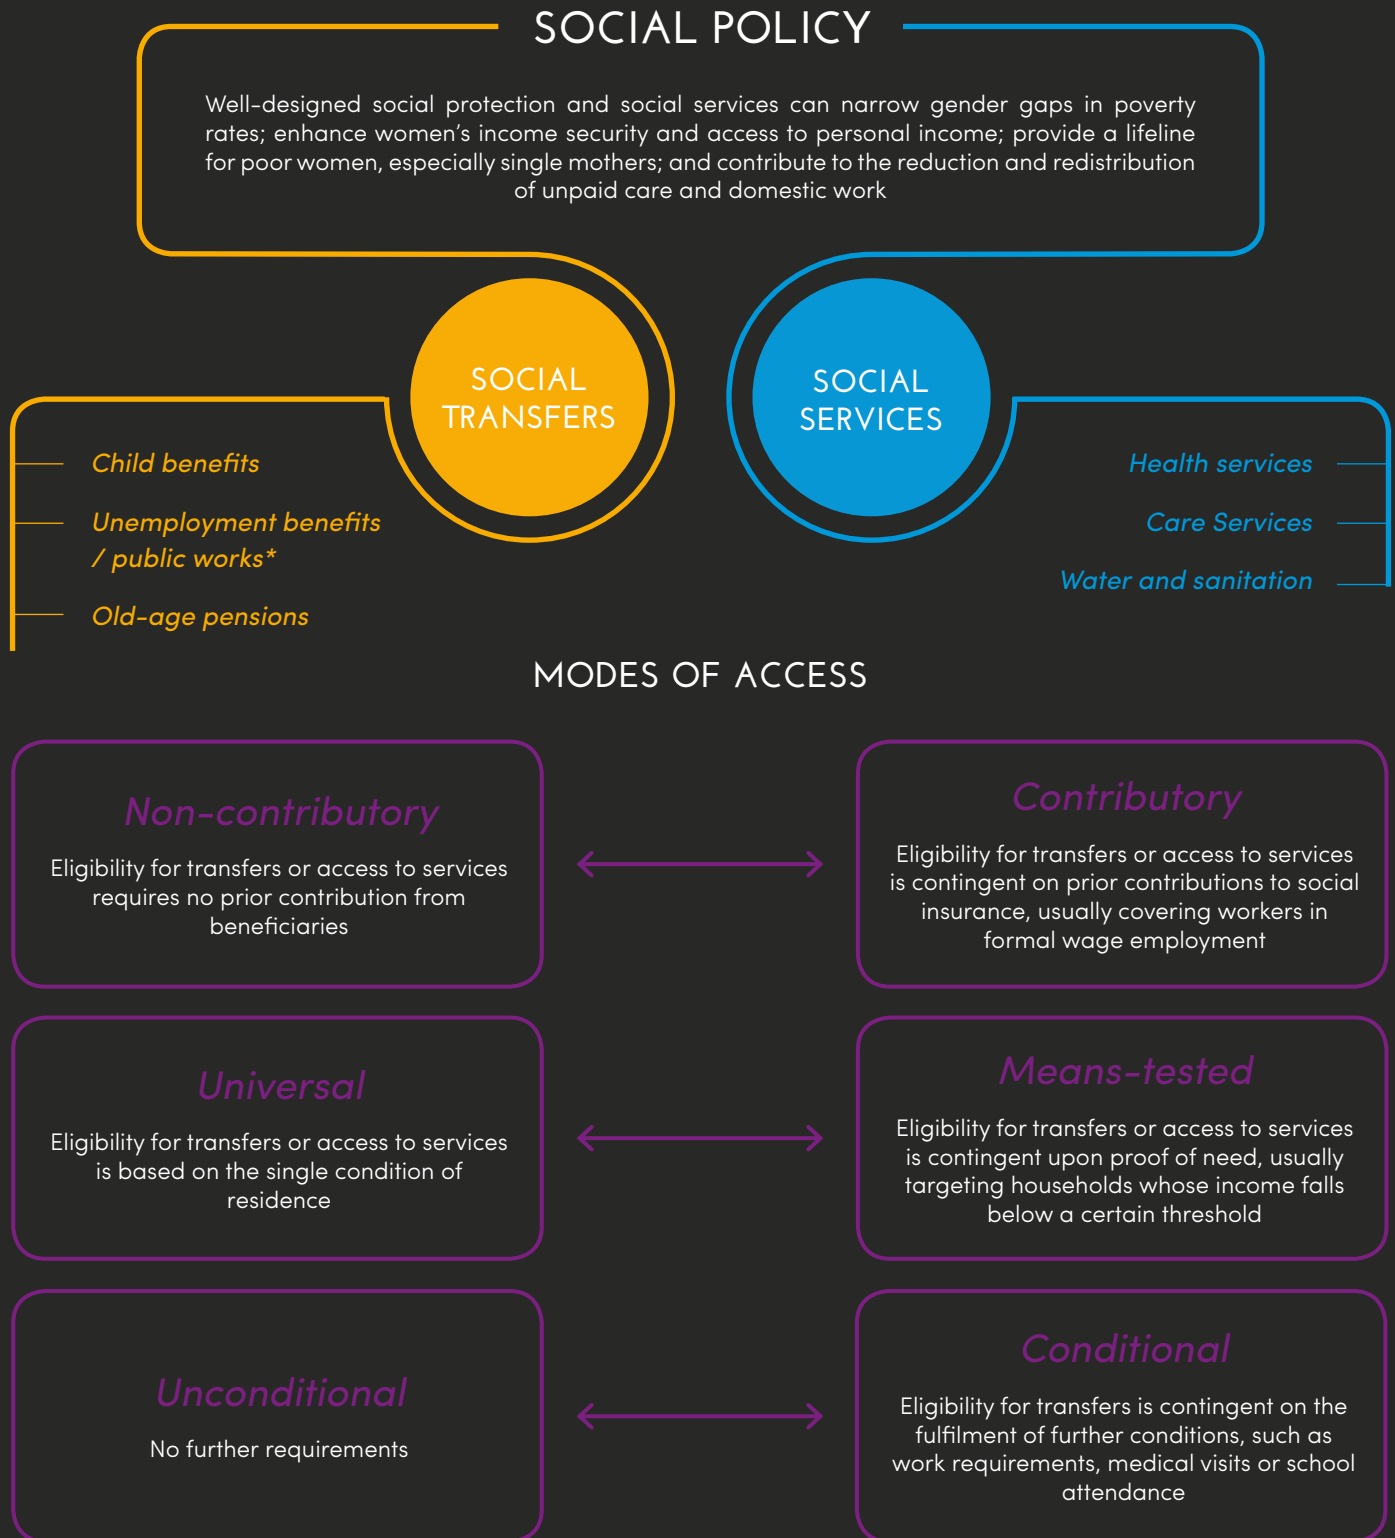 SOCIAL POLICY
Well-designed social protection and social services can narrow gender gaps in poverty
rates; enhance women's income security and access to personal income; provide a lifeline
for poor women, especially single mothers; and contribute to the reduction and redistribution
of unpaid care and domestic work
SOCIAL
TRANSFERS
SOCIAL
SERVICES
Child benefits
Unemployment benefits
/ public works*
Old-age pensions
Health services
Care Services
Water and sanitation
MODES OF ACCESS
Non-contributory
Eligibility for transfers or access to services
requires no prior contribution from
beneficiaries
Contributory
Eligibility for transfers or access to services
is contingent on prior contributions to social
insurance, usually covering workers in
formal wage employment
Universal
Eligibility for transfers or access to services
is based on the single condition of
residence
Means-tested
Eligibility for transfers or access to services
is contingent upon proof of need, usually
targeting households whose income falls
below a certain threshold
Unconditional
No further requirements
Conditional
Eligibility for transfers is contingent on the
fulfilment of further conditions, such as
work requirements, medical visits or school
attendance